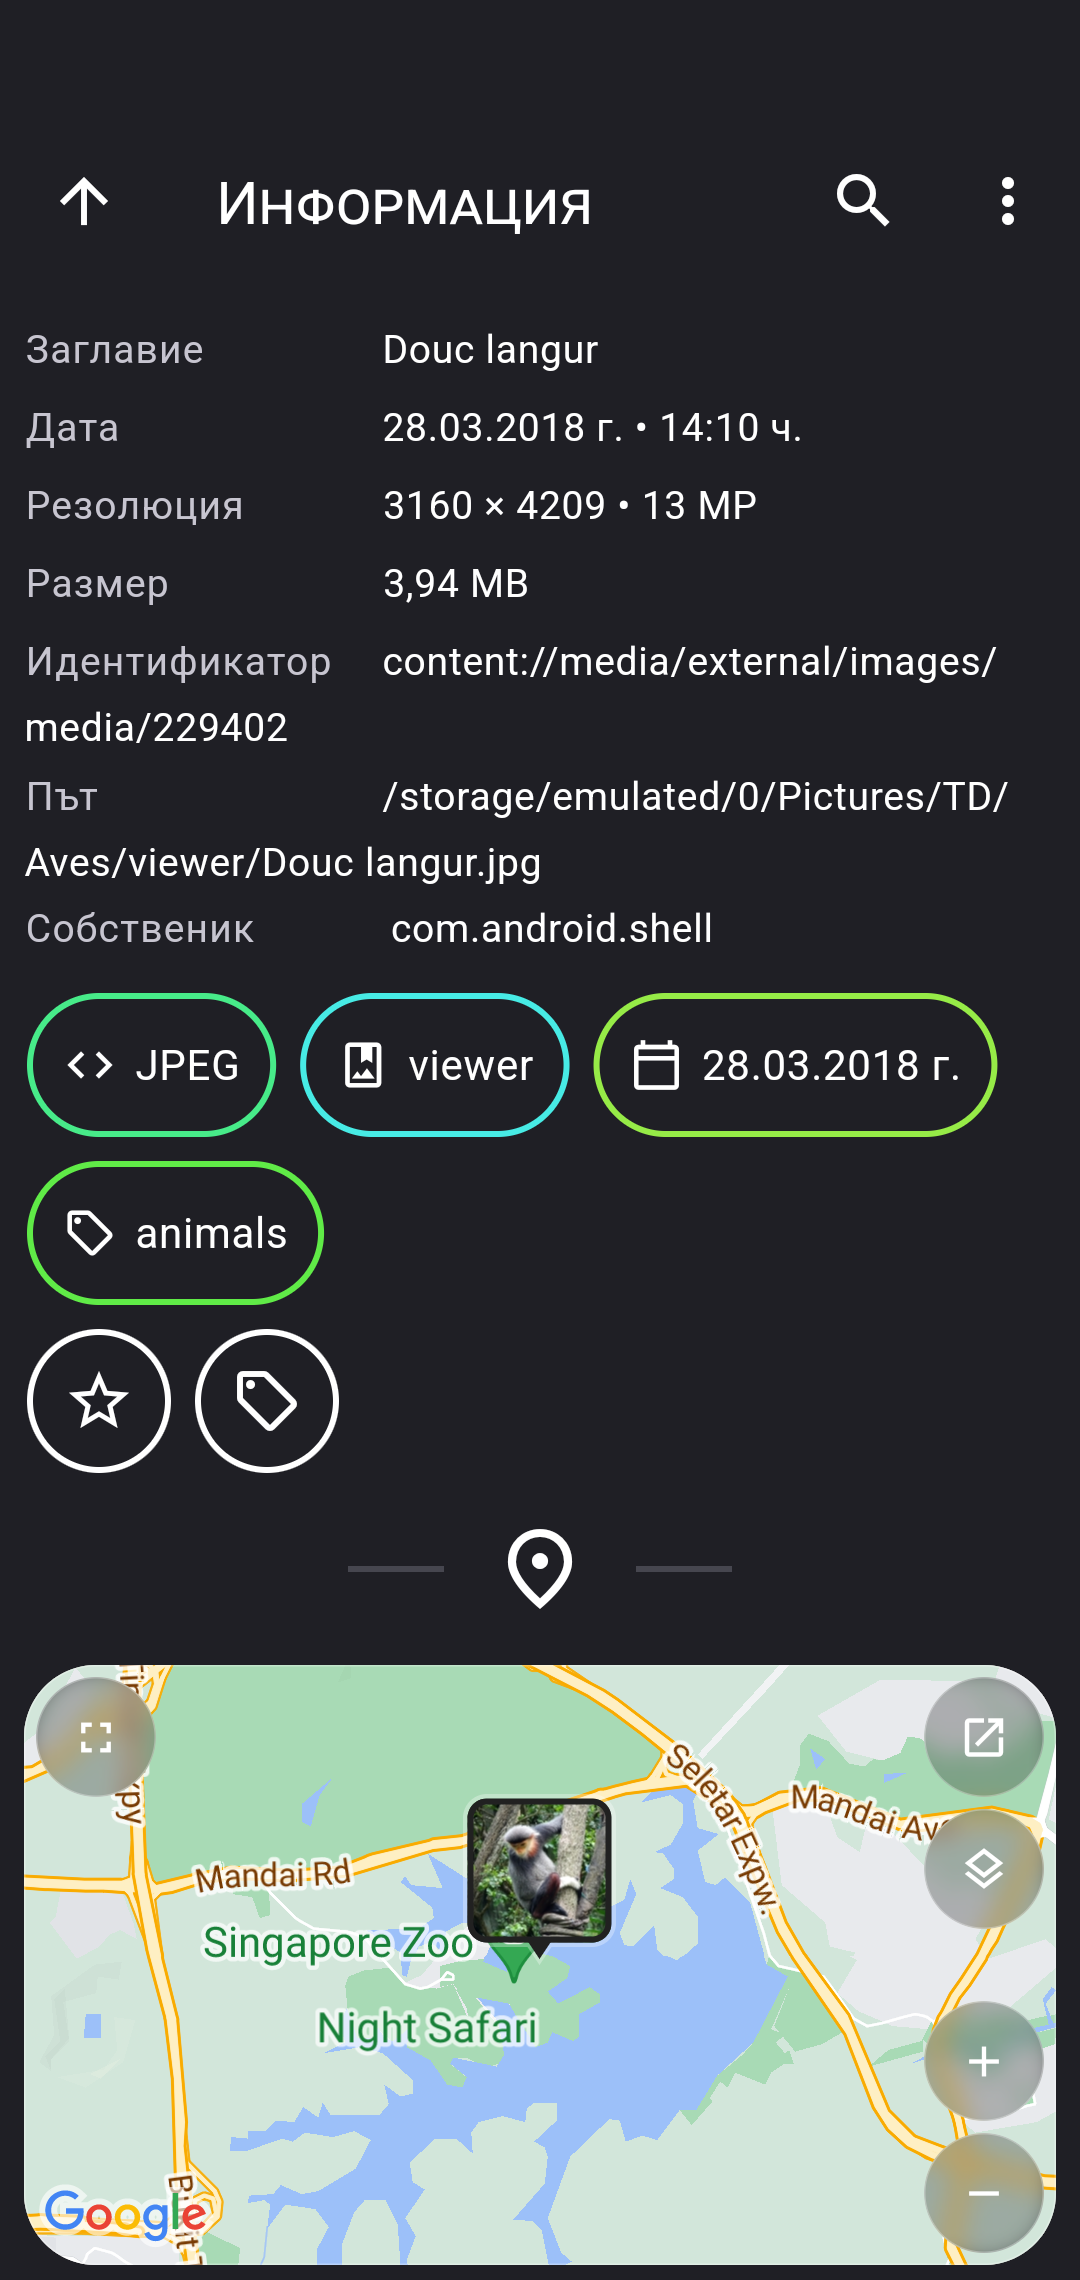 Информация
Заглавие Douc langur
Дата 28.03.2018 г. • 14:10 ч.
Резолюция 3160 × 4209 • 13 MP
Размер 3,94 MB
Идентификатор content://media/external/images/
media/229402
Път /storage/emulated/0/Pictures/TD/
Aves/viewer/Douc langur.jpg
Собственик com.android.shell
JPEG
viewer
28.03.2018 г.
animals
Seletar Expw.
Mandai Rd
Singapore Zoo
Night Safari
Google